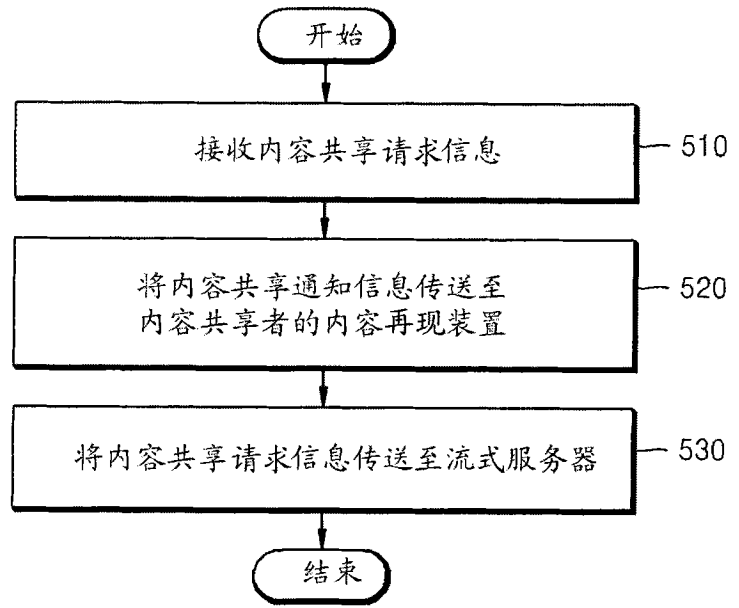 开始
接收内容共享请求信息
510
将内容共享通知信息传送至
内容共享者的内容再现装置
520
将内容共享请求信息传送至流式服务器
530
结束